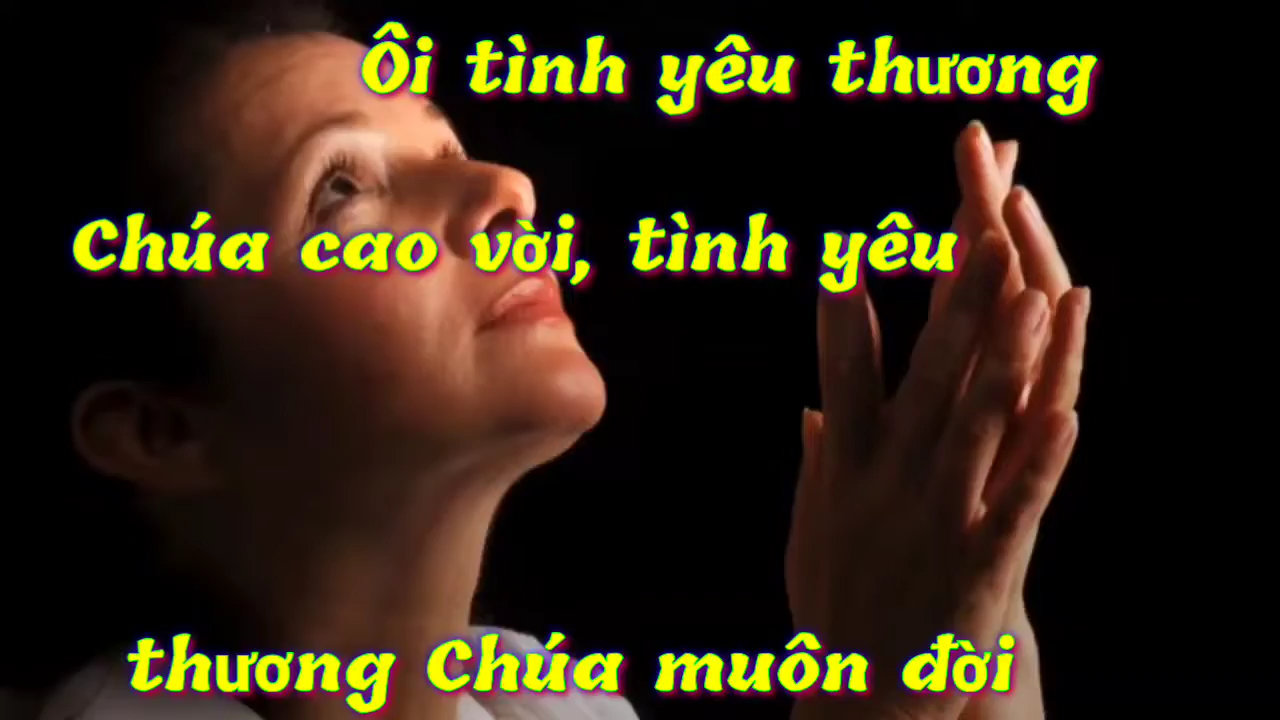 Ôi tình yêu thương
Chúa cao vời, tình yêu
thương Chúa muôn đời